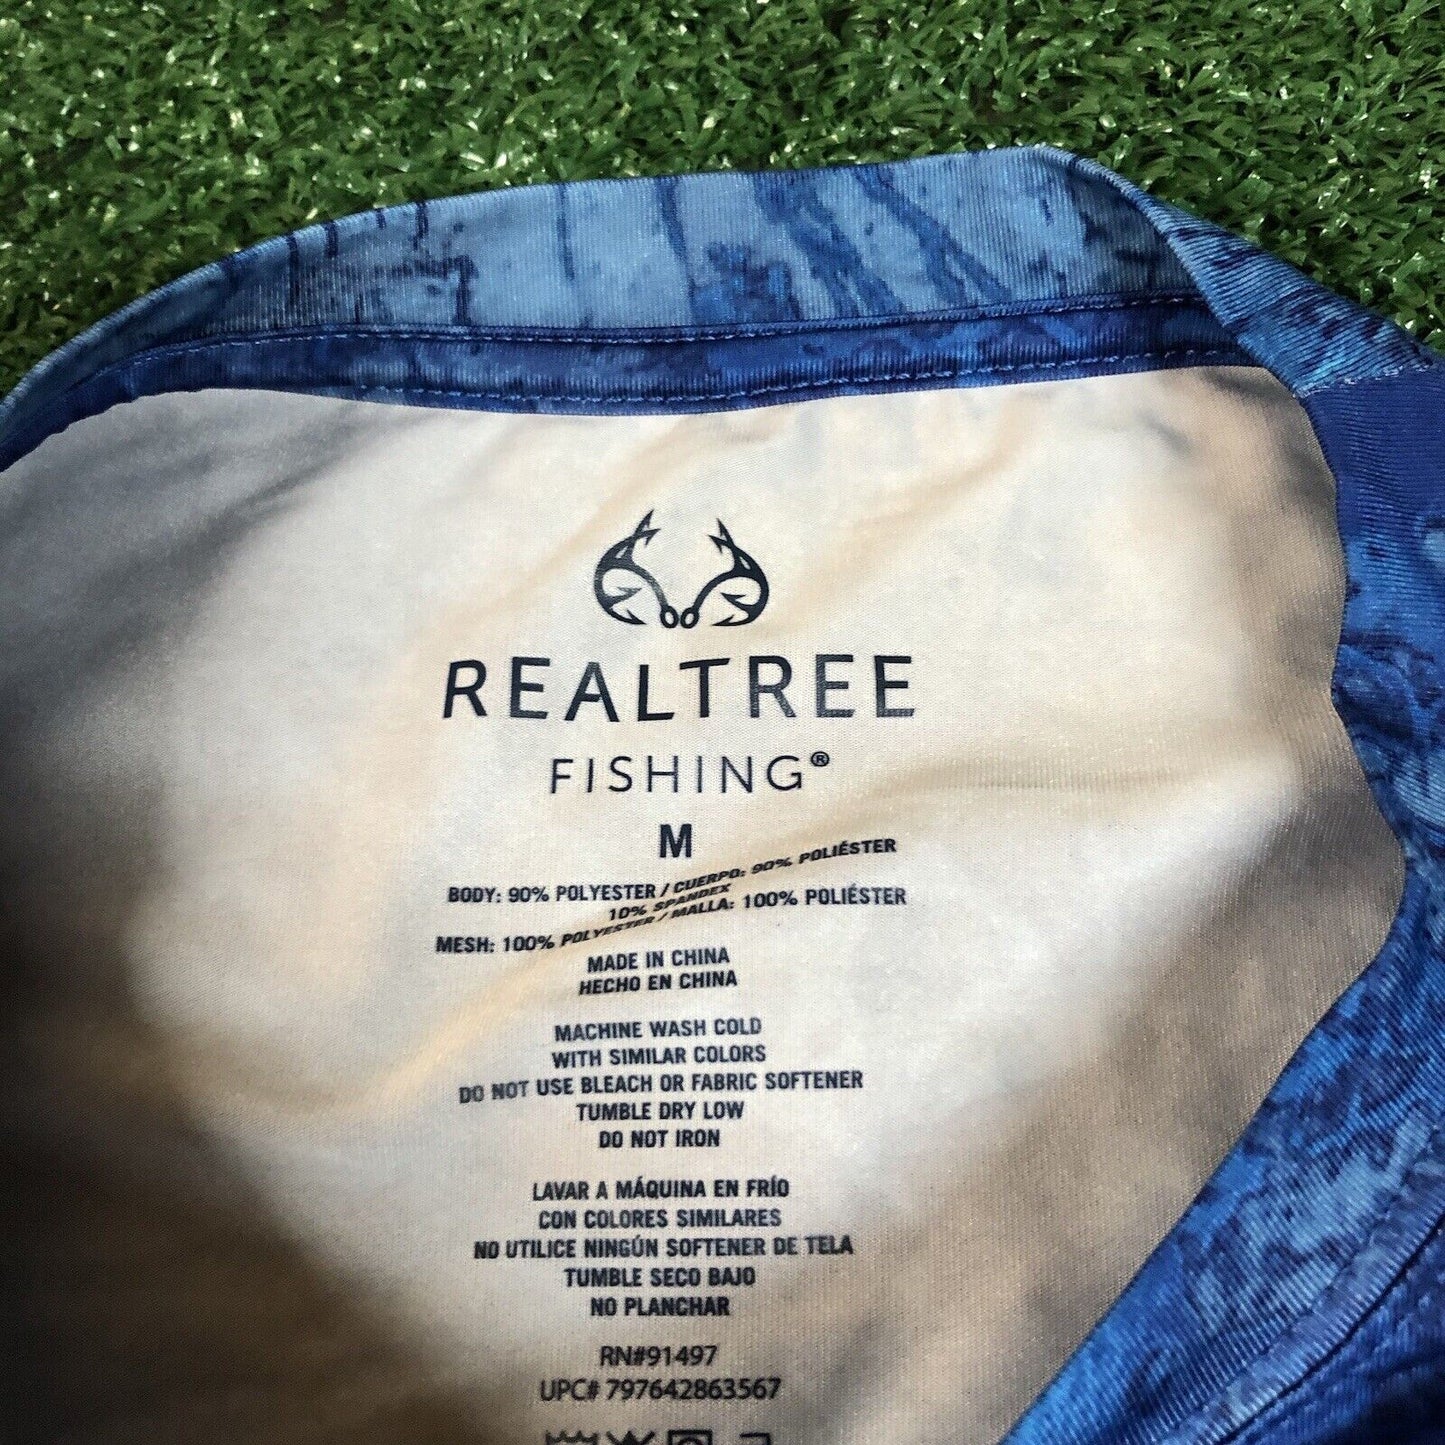 REALTREE
FISHING®
M
BODY: 90% POLYESTER / CUERPO: 90% POLIÉSTER
10% SPANDEX
MESH: 100% POLYESTER / MALLA: 100% POLIÉSTER
MADE IN CHINA
HECHO EN CHINA
MACHINE WASH COLD
WITH SIMILAR COLORS
DO NOT USE BLEACH OR FABRIC SOFTENER
TUMBLE DRY LOW
DO NOT IRON
LAVAR A MÁQUINA EN FRÍO
CON COLORES SIMILARES
NO UTILICE NINGÚN SOFTENER DE TELA
TUMBLE SECO BAJO
NO PLANCHAR
RN#91497
UPC# 797642863567